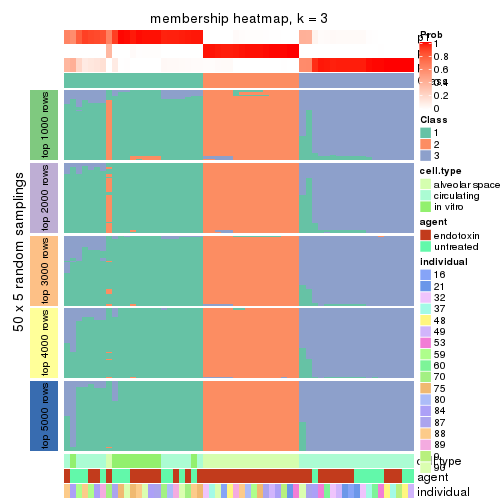 membership heatmap, k = 3
50 x 5 random samplings
top 1000 rows
top 2000 rows
top 3000 rows
top 4000 rows
top 5000 rows
cell.type
agent
individual
Prob
1
0.8
0.6
0.4
0.2
0
Class
1
2
3
cell.type
alveolar space
circulating
in vitro
agent
endotoxin
untreated
individual
16
21
32
37
48
49
53
59
60
70
75
80
84
87
88
89
9
90